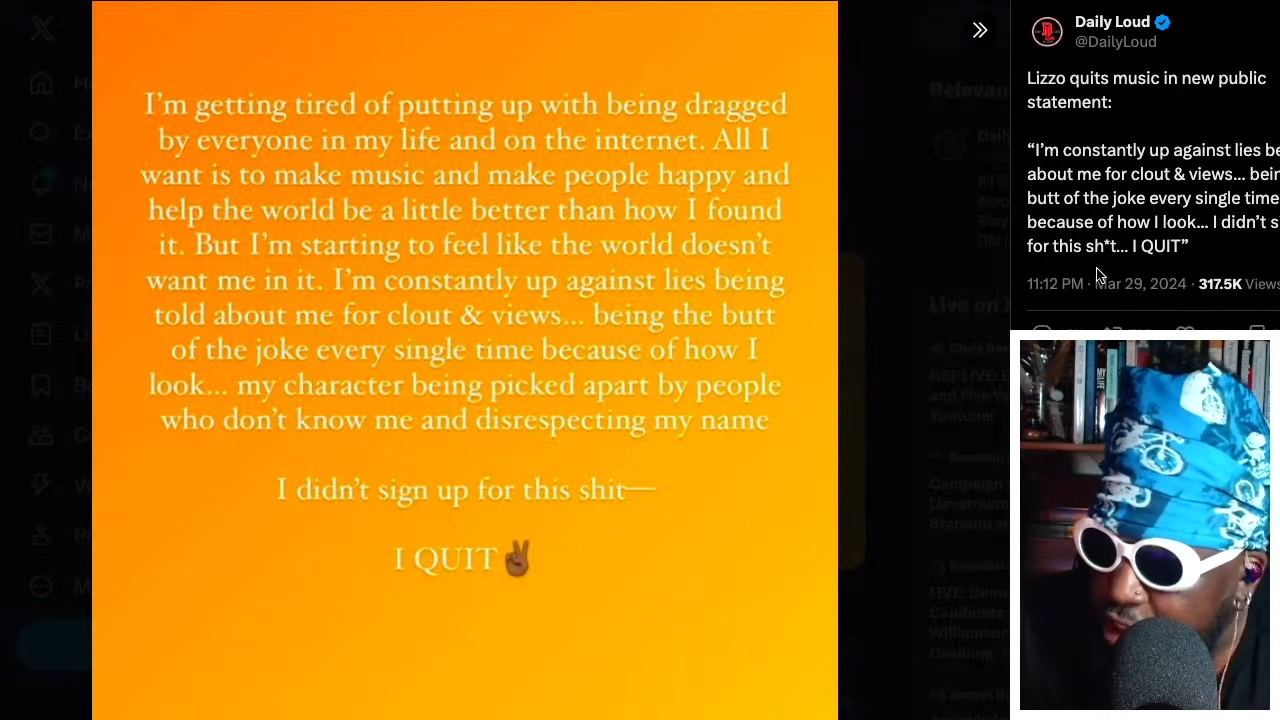 I'm getting tired of putting up with being dragged
by everyone in my life and on the internet. All I
want is to make music and make people happy and
help the world be a little better than how I found
it. But I'm starting to feel like the world doesn't
want me in it. I'm constantly up against lies being
told about me for clout & views... being the butt
of the joke every single time because of how I
look... my character being picked apart by people
who don't know me and disrespecting my name
I didn't sign up for this shit—
I QUIT✌🏾
Daily Loud
@DailyLoud
Lizzo quits music in new public
statement:
“I'm constantly up against lies be
about me for clout & views... bein
butt of the joke every single time
because of how I look... I didn't s
for this sh*t... I QUIT”
11:12 PM · Mar 29, 2024 · 317.5K Views
Relevan
Live on X
MY LIFE